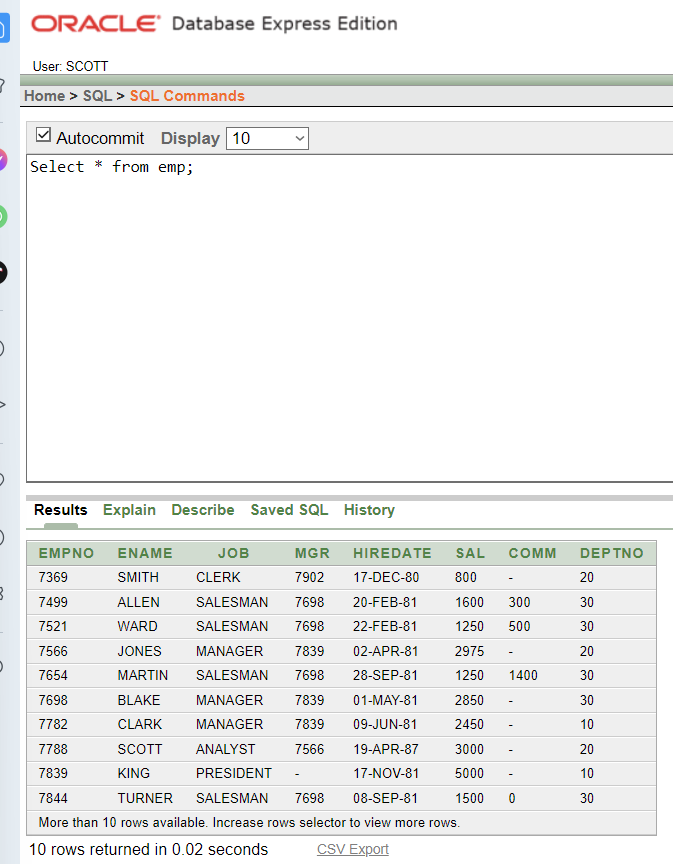 ORACLE® Database Express Edition
User: SCOTT
Home > SQL > SQL Commands
Autocommit Display 10
Select * from emp;
Results Explain Describe Saved SQL History
EMPNO ENAME JOB MGR HIREDATE SAL COMM DEPTNO
7369 SMITH CLERK 7902 17-DEC-80 800 - 20
7499 ALLEN SALESMAN 7698 20-FEB-81 1600 300 30
7521 WARD SALESMAN 7698 22-FEB-81 1250 500 30
7566 JONES MANAGER 7839 02-APR-81 2975 - 20
7654 MARTIN SALESMAN 7698 28-SEP-81 1250 1400 30
7698 BLAKE MANAGER 7839 01-MAY-81 2850 - 30
7782 CLARK MANAGER 7839 09-JUN-81 2450 - 10
7788 SCOTT ANALYST 7566 19-APR-87 3000 - 20
7839 KING PRESIDENT - 17-NOV-81 5000 - 10
7844 TURNER SALESMAN 7698 08-SEP-81 1500 0 30
More than 10 rows available. Increase rows selector to view more rows.
10 rows returned in 0.02 seconds CSV Export